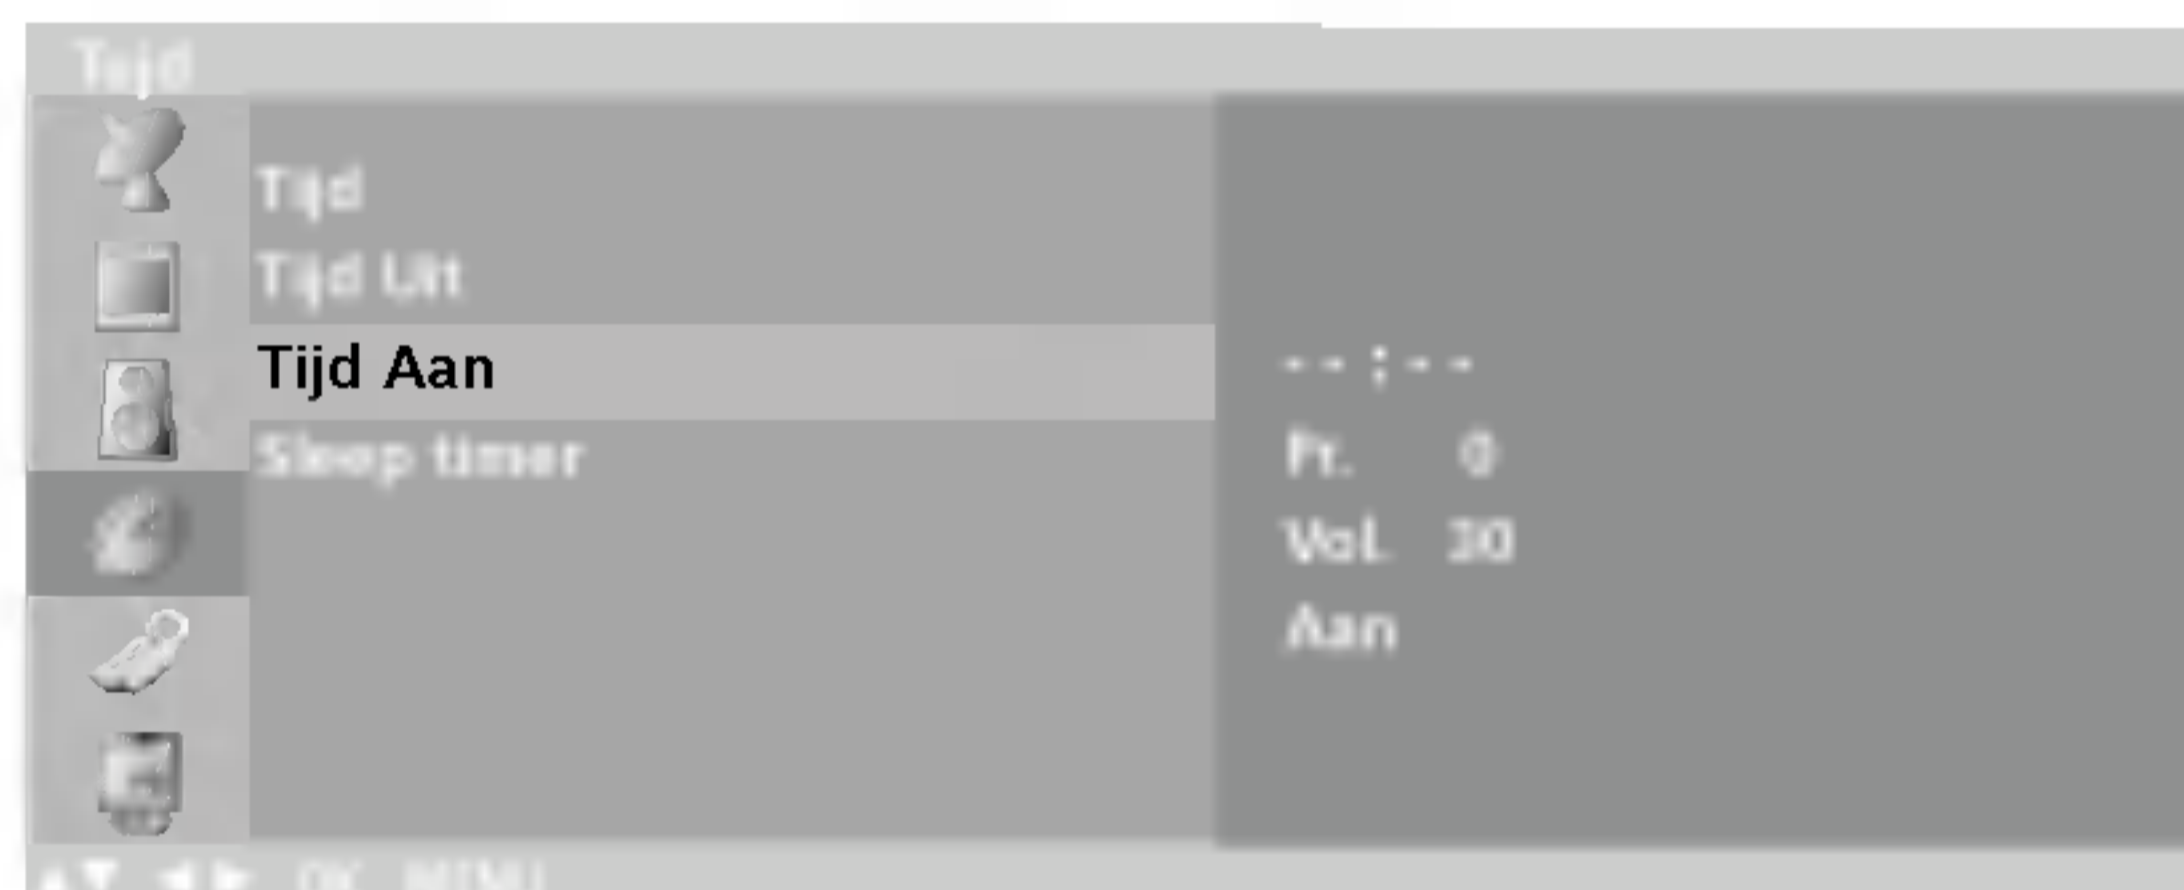 Tijd
Tijd
Tijd Uit
Tijd Aan
--:--
Sleep timer
Pr. 0
Vol. 30
Aan
▲▼ ◀▶ OK MENU